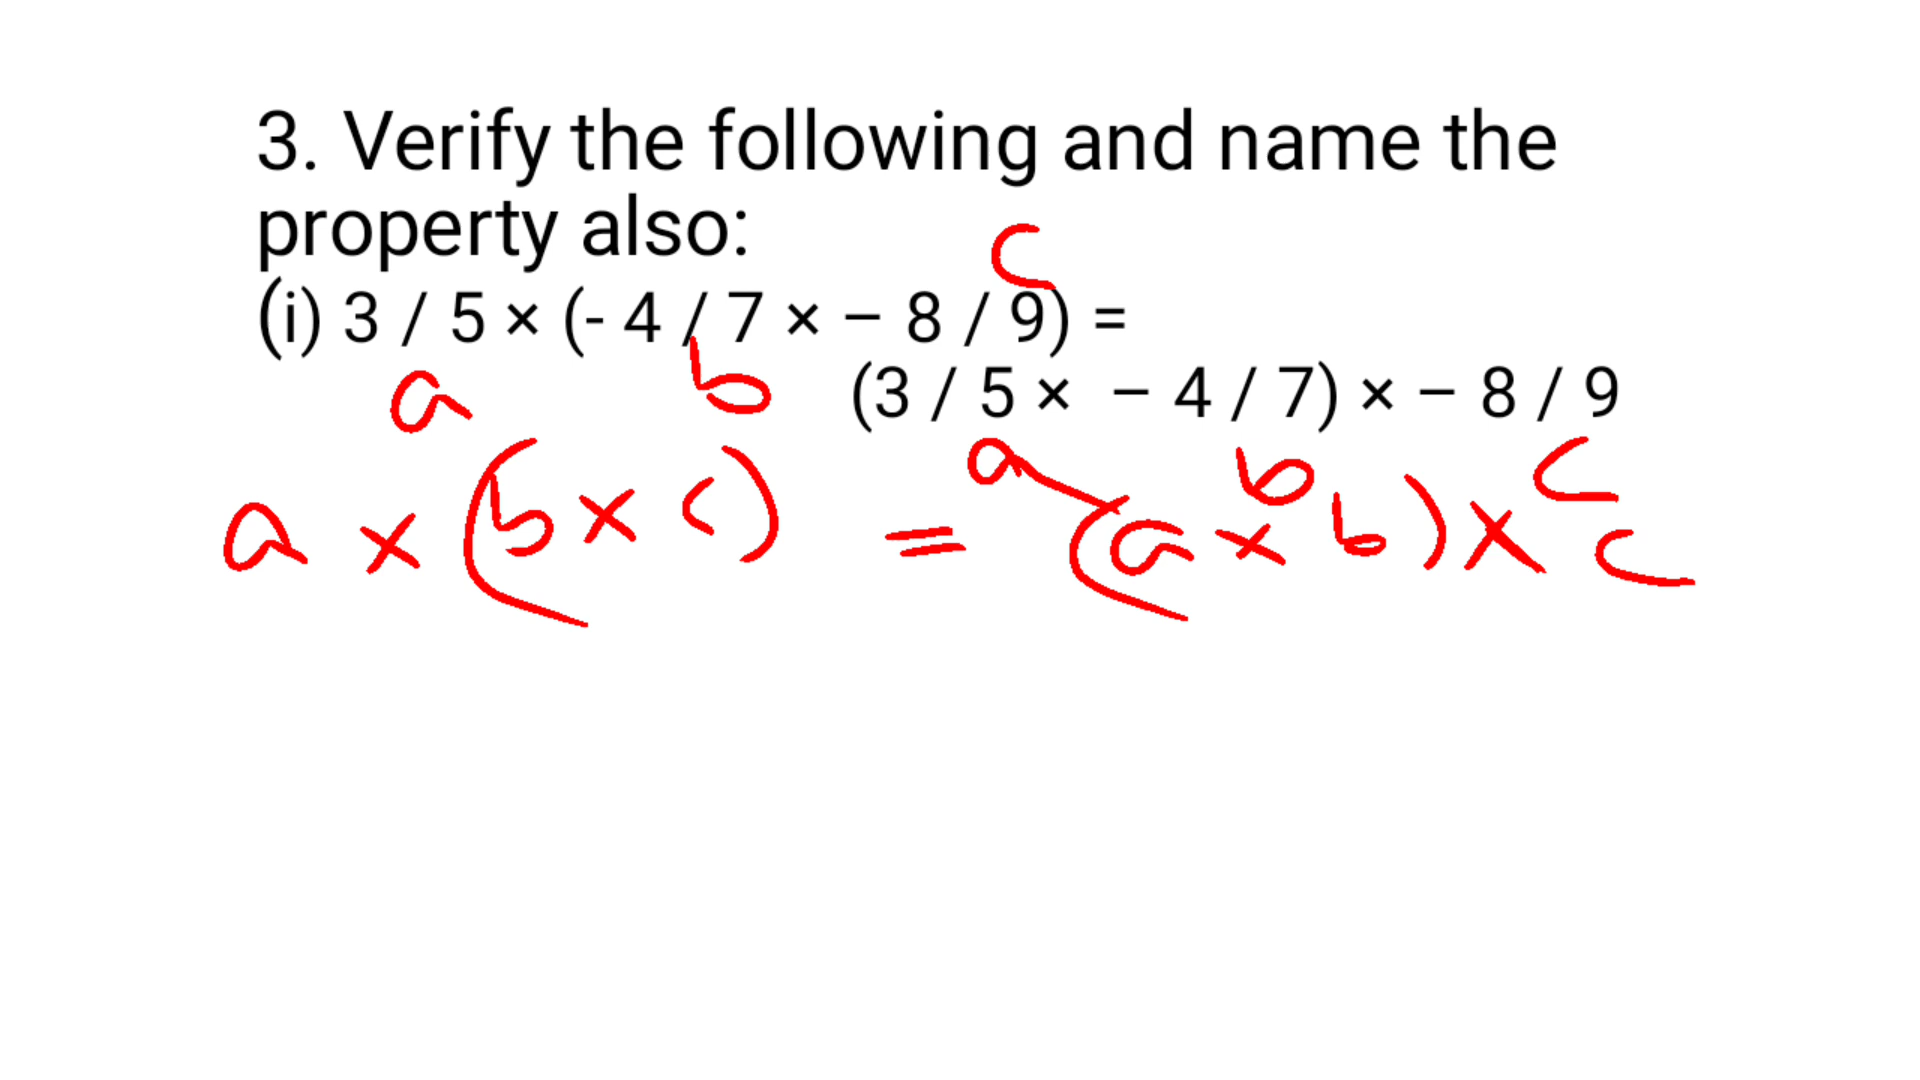 3. Verify the following and name the
property also:
c
(i) 3 / 5 × (- 4 / 7 × – 8 / 9) =
a b
(3 / 5 × – 4 / 7) × – 8 / 9
a b c
a × (b × c) = (a × b) × c